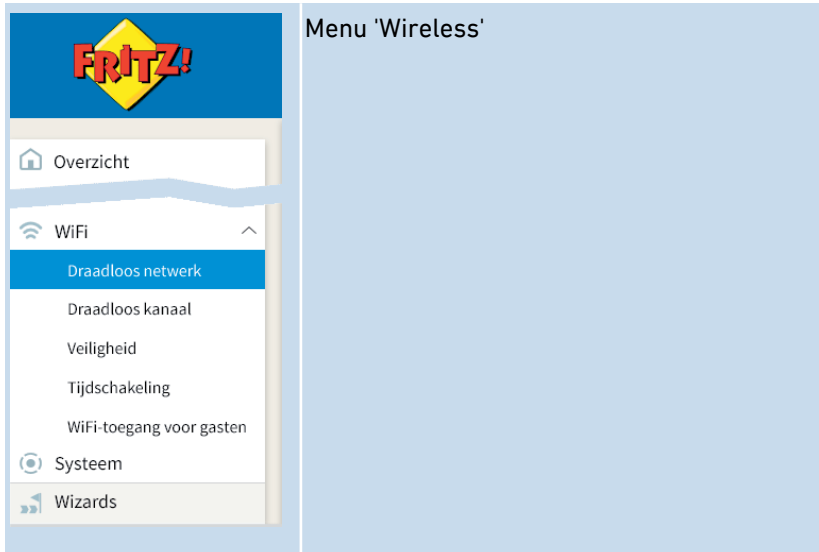 FRITZ!
Menu 'Wireless'
Overzicht
WiFi
Draadloos netwerk
Draadloos kanaal
Veiligheid
Tijdschakeling
WiFi-toegang voor gasten
Systeem
Wizards